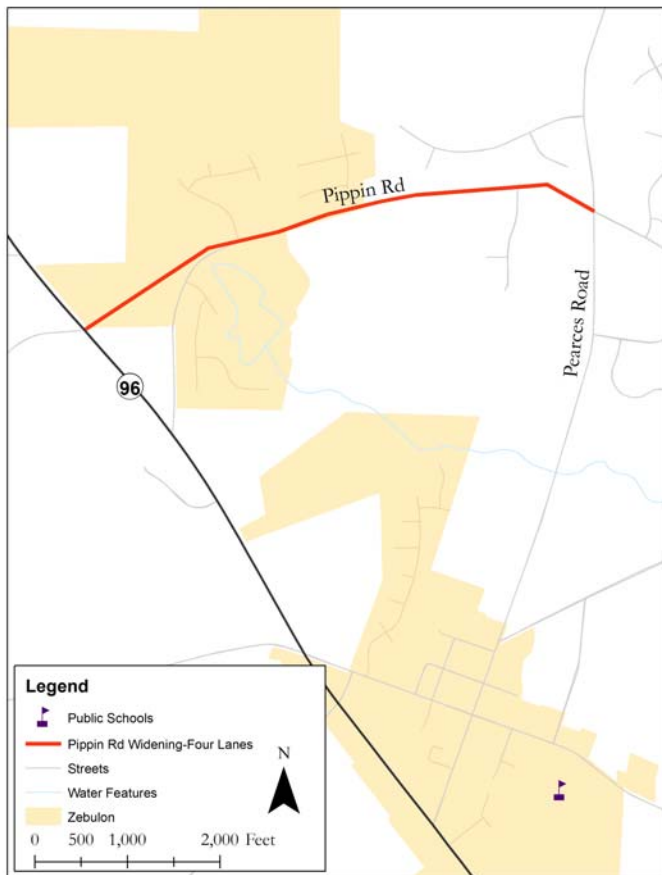 Pippin Rd
Pearces Road
96
Legend
Public Schools
Pippin Rd Widening-Four Lanes
Streets
Water Features
Zebulon
N
0 500 1,000 2,000 Feet